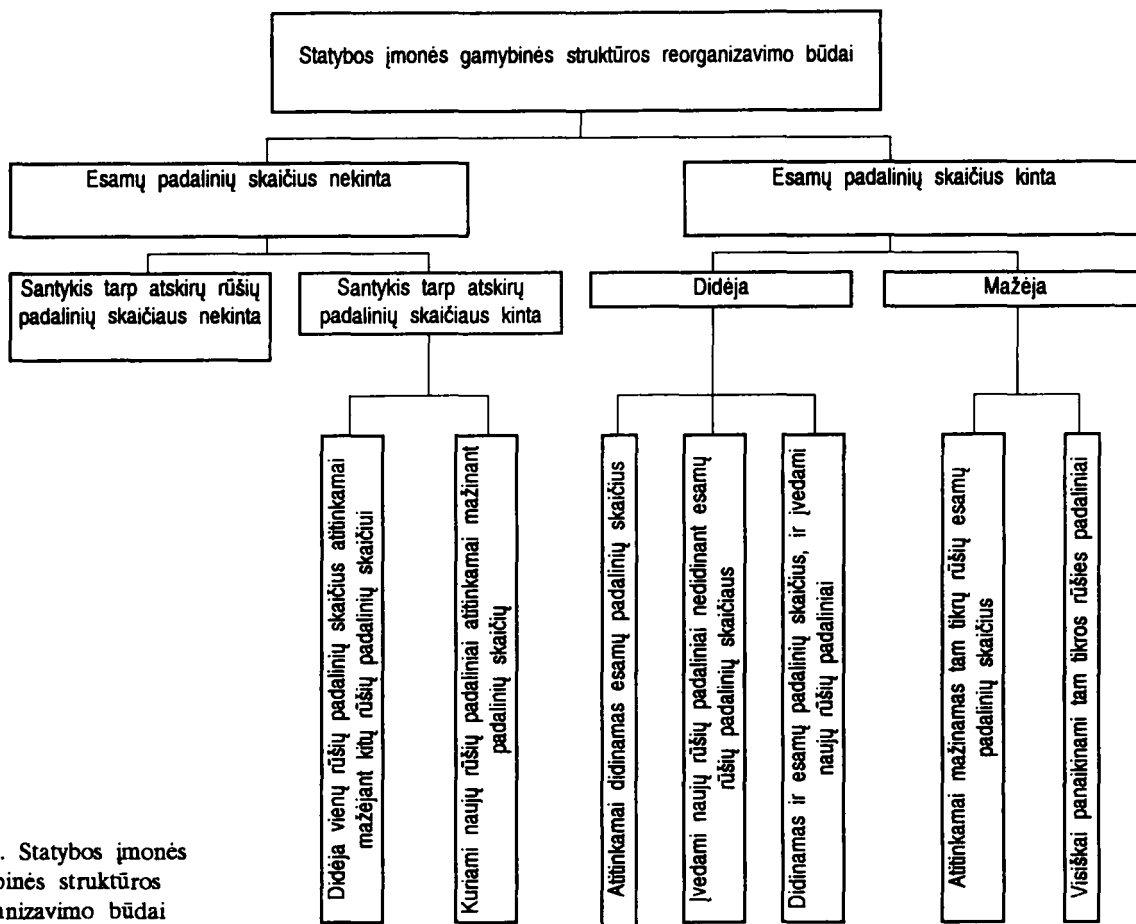 Statybos įmonės gamybinės struktūros reorganizavimo būdai
Esamų padalinių skaičius nekinta
Esamų padalinių skaičius kinta
Santykis tarp atskirų rūšių
padalinių skaičiaus nekinta
Santykis tarp atskirų
padalinių skaičiaus kinta
Didėja
Mažėja
Didėja vienų rūšių padalinių skaičius atitinkamai
mažėjant kitų rūšių padalinių skaičiui
Kuriami naujų rūšių padaliniai atitinkamai mažinant
padalinių skaičių
Atitinkamai didinamas esamų padalinių skaičius
Įvedami naujų rūšių padaliniai nedidinant esamų
rūšių padalinių skaičiaus
Didinamas ir esamų padalinių skaičius, ir įvedami
naujų rūšių padaliniai
Atitinkamai mažinamas tam tikrų rūšių esamų
padalinių skaičius
Visiškai panaikinami tam tikros rūšies padaliniai
. Statybos įmonės
binės struktūros
anizavimo būdai